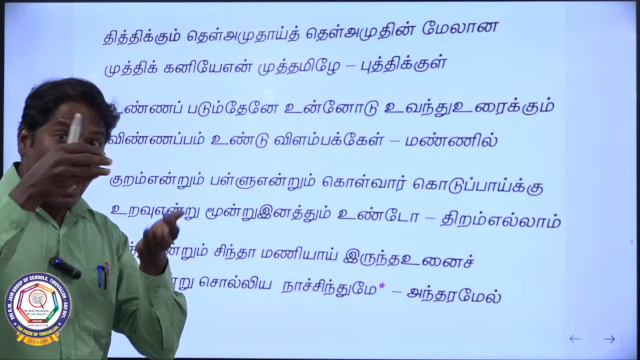 தித்திக்கும் தெள்அமுதாய்த் தெள்அமுதின் மேலான
முத்திக் கனியேஎன் முத்தமிழே – புத்திக்குள்
உண்ணப் படும்தேனே உன்னோடு உவந்துஉரைக்கும்
விண்ணப்பம் உண்டு விளம்பக்கேள் – மண்ணில்
குறம்என்றும் பள்ளுஎன்றும் கொள்வார் கொடுப்பாய்க்கு
உறவுஎன்று மூன்றுஇனத்தும் உண்டோ – திறம்எல்லாம்
சிந்தா மணியாய் இருந்தஉனைச்
சொல்லிய நாச்சிந்துமே* – அந்தரமேல்